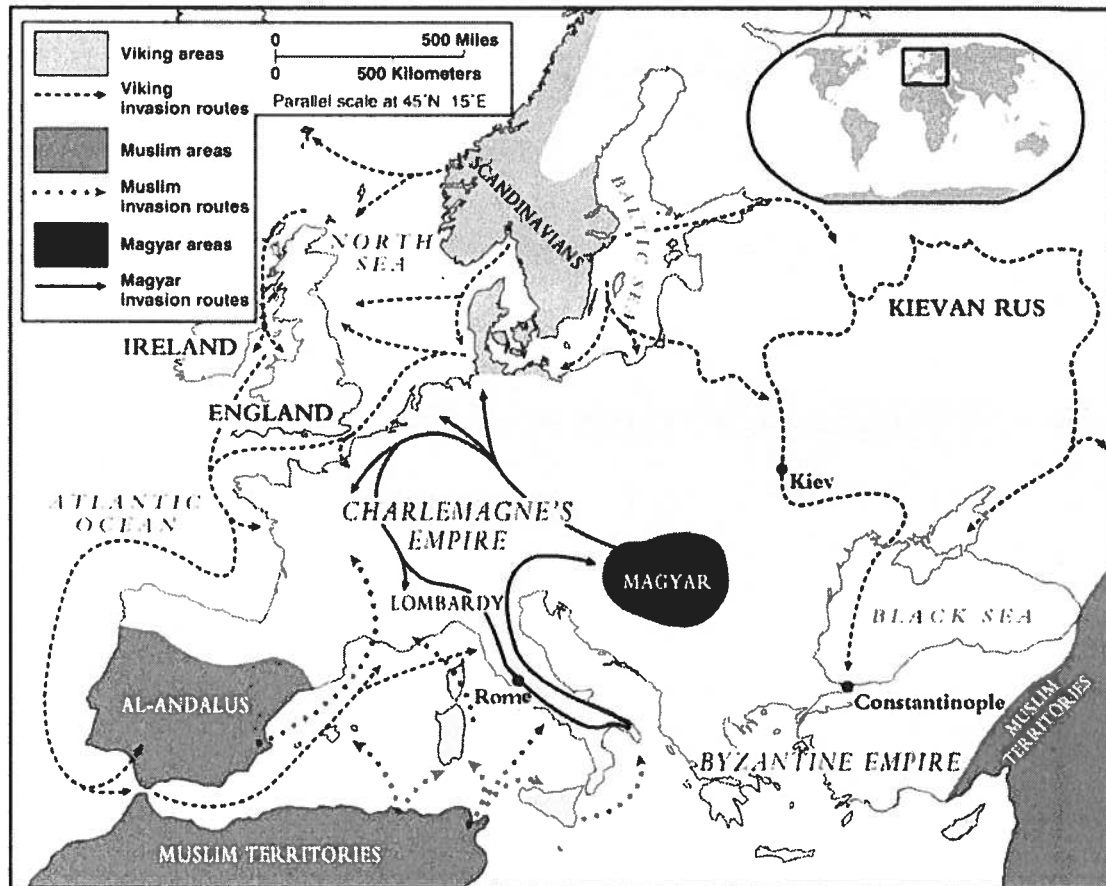 Viking areas
Viking
invasion routes
Muslim areas
Muslim
invasion routes
Magyar areas
Magyar
invasion routes
0 500 Miles
0 500 Kilometers
Parallel scale at 45°N 15°E
SCANDINAVIANS
BALTIC SEA
NORTH
SEA
KIEVAN RUS
IRELAND
ENGLAND
Kiev
ATLANTIC
OCEAN
CHARLEMAGNE'S
EMPIRE
MAGYAR
LOMBARDY
BLACK SEA
AL-ANDALUS
Rome
Constantinople
MUSLIM
TERRITORIES
BYZANTINE EMPIRE
MUSLIM TERRITORIES